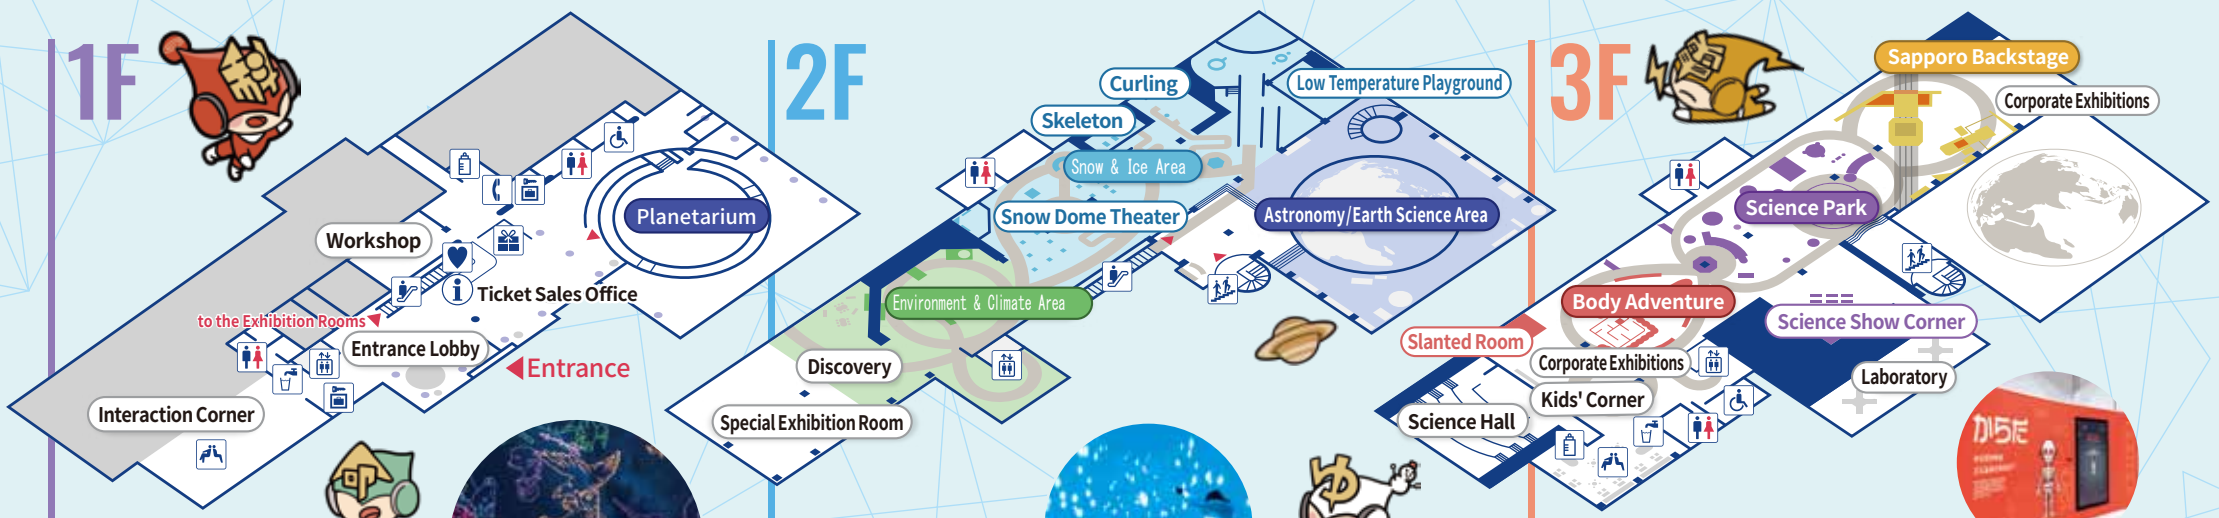 1F
Workshop
Planetarium
Ticket Sales Office
to the Exhibition Rooms
Entrance Lobby
Entrance
Interaction Corner
2F
Curling
Low Temperature Playground
Skeleton
Snow & Ice Area
Snow Dome Theater
Astronomy/Earth Science Area
Environment & Climate Area
Discovery
Special Exhibition Room
3F
Sapporo Backstage
Corporate Exhibitions
Science Park
Body Adventure
Science Show Corner
Slanted Room
Corporate Exhibitions
Laboratory
Kids' Corner
Science Hall
からだ